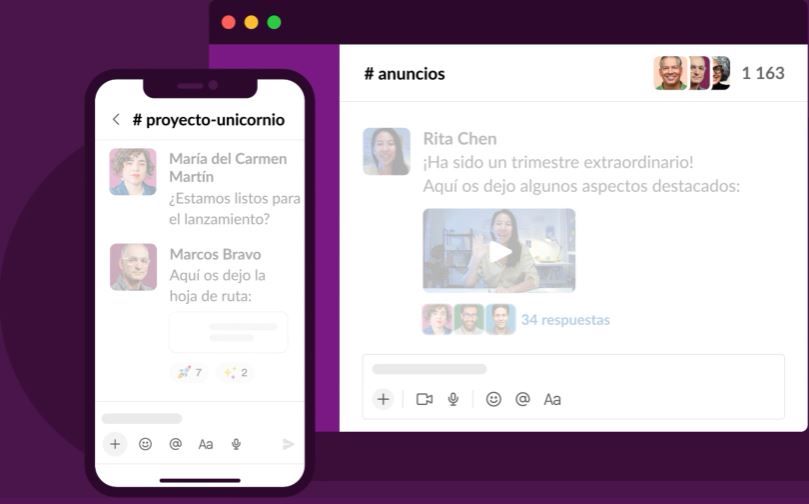 # anuncios
1 163
Rita Chen
¡Ha sido un trimestre extraordinario!
Aquí os dejo algunos aspectos destacados:
34 respuestas
Aa
# proyecto-unicornio
María del Carmen
Martín
¿Estamos listos para
el lanzamiento?
Marcos Bravo
Aquí os dejo la
hoja de ruta:
7
2
Aa